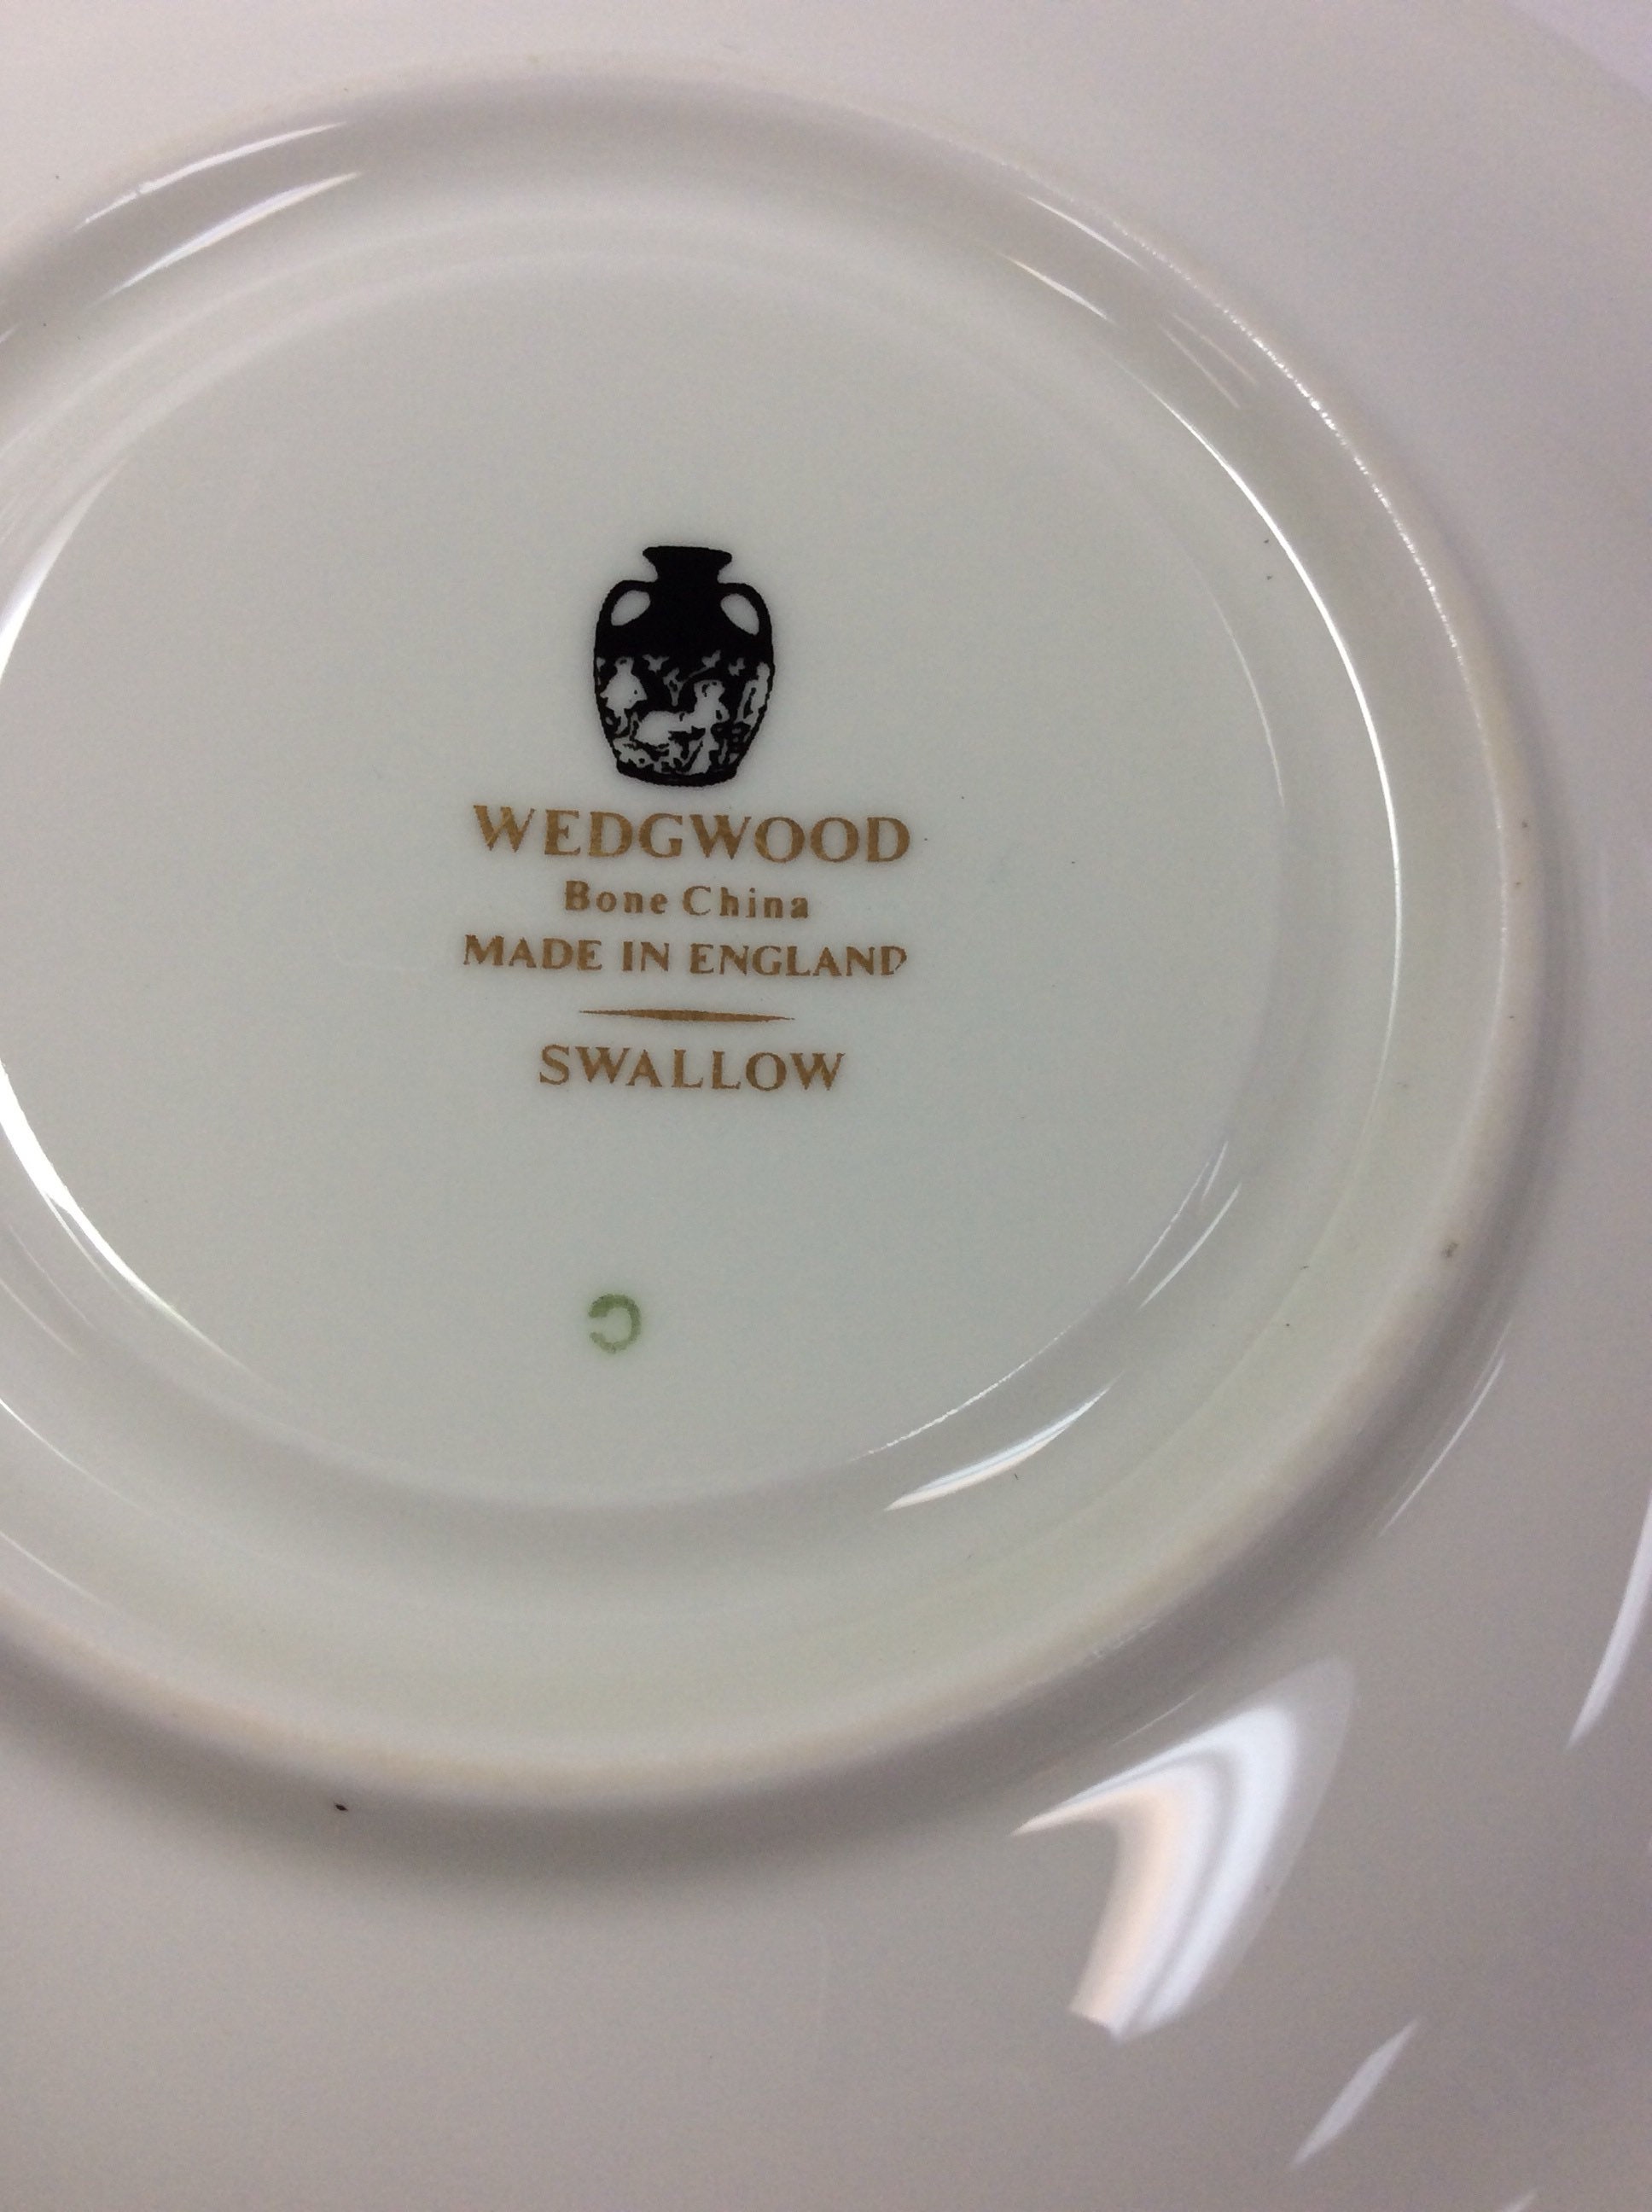 WEDGWOOD
Bone China
MADE IN ENGLAND
SWALLOW
C